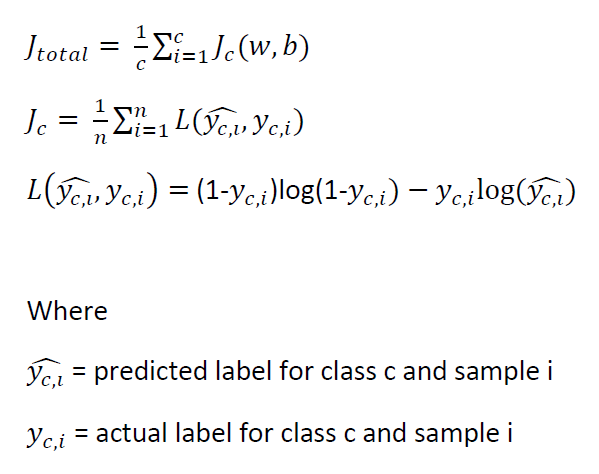 J_total = 1/c ∑_{i=1}^{c} J_c(w, b)
J_c = 1/n ∑_{i=1}^{n} L(ŷ_{c,ı}, y_{c,i})
L(ŷ_{c,ı}, y_{c,i}) = (1-y_{c,i})log(1-y_{c,i}) − y_{c,i}log(ŷ_{c,ı})
Where
ŷ_{c,ı} = predicted label for class c and sample i
y_{c,i} = actual label for class c and sample i